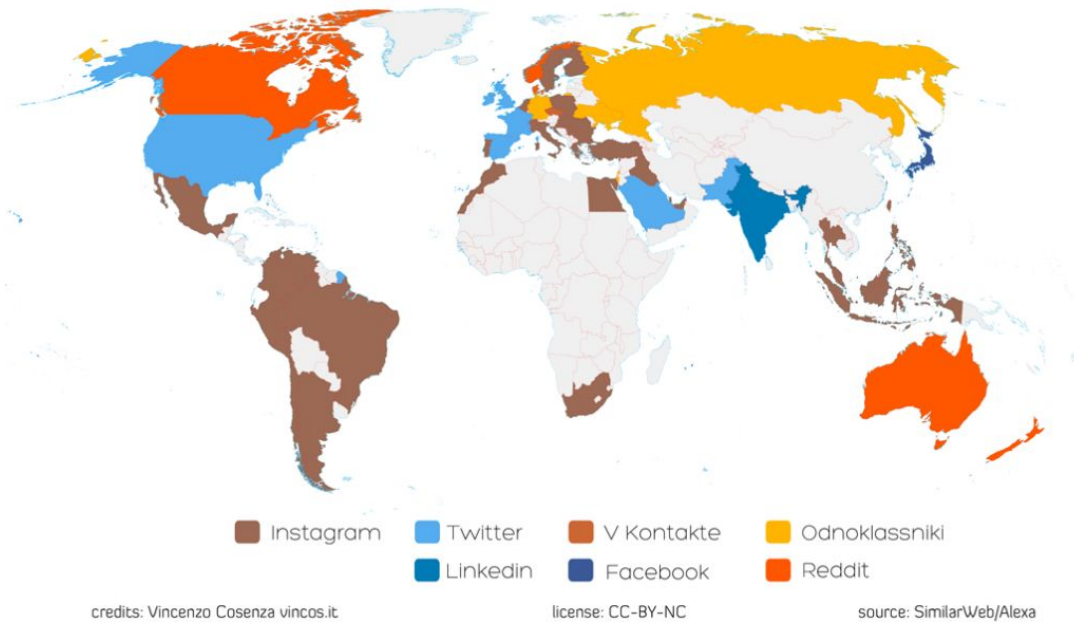 Instagram Twitter V Kontakte Odnoklassniki
Linkedin Facebook Reddit
credits: Vincenzo Cosenza vincos.it license: CC-BY-NC source: SimilarWeb/Alexa